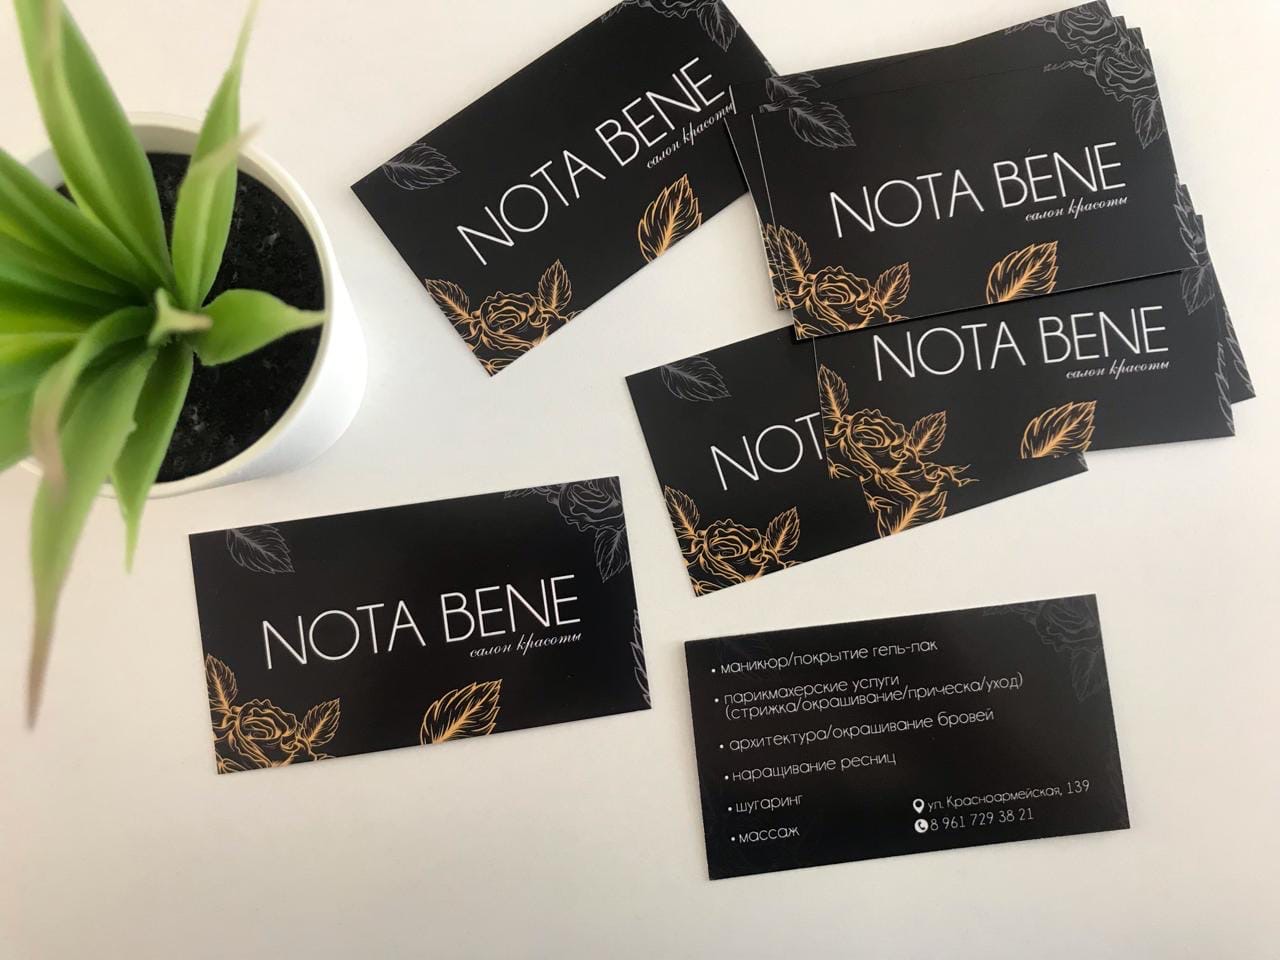 NOTA BENE
салон красоты
NOTA BENE
салон красоты
NOTA BENE
салон красоты
NOT
NOTA BENE
салон красоты
• маникюр/покрытие гель-лак
• парикмахерские услуги
(стрижка/окрашивание/прическа/уход)
• архитектура/окрашивание бровей
• наращивание ресниц
• шугаринг
• массаж
ул. Красноармейская, 139
8 961 729 38 21